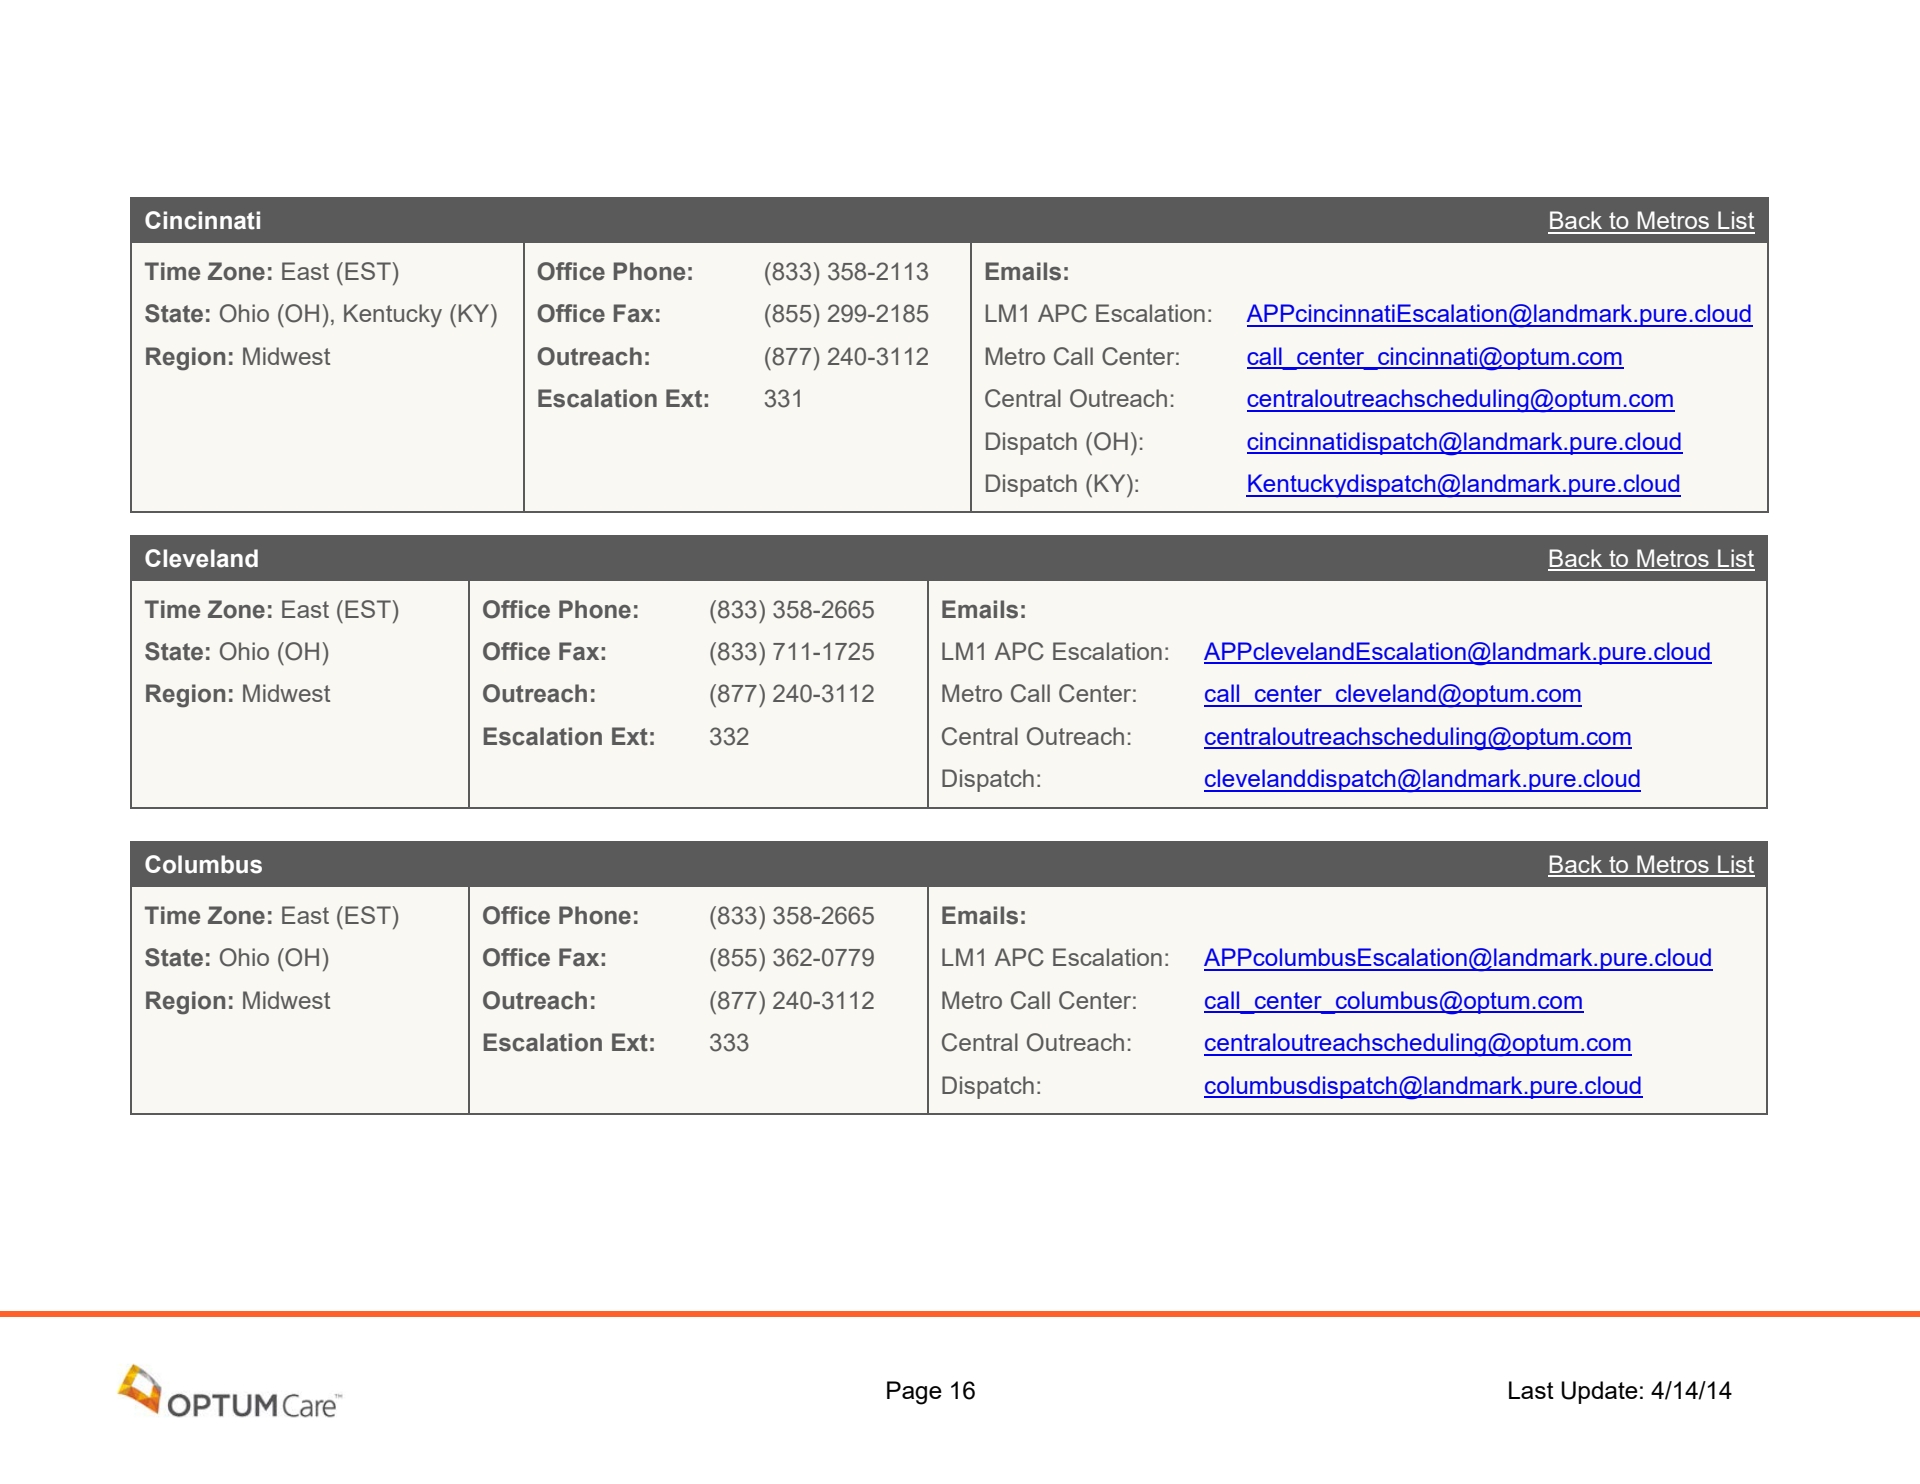 Cincinnati Back to Metros List
Time Zone: East (EST) Office Phone: (833) 358-2113 Emails:
State: Ohio (OH), Kentucky (KY) Office Fax: (855) 299-2185 LM1 APC Escalation: APPcincinnatiEscalation@landmark.pure.cloud
Region: Midwest Outreach: (877) 240-3112 Metro Call Center: call_center_cincinnati@optum.com
Escalation Ext: 331 Central Outreach: centraloutreachscheduling@optum.com
Dispatch (OH): cincinnatidispatch@landmark.pure.cloud
Dispatch (KY): Kentuckydispatch@landmark.pure.cloud
Cleveland Back to Metros List
Time Zone: East (EST) Office Phone: (833) 358-2665 Emails:
State: Ohio (OH) Office Fax: (833) 711-1725 LM1 APC Escalation: APPclevelandEscalation@landmark.pure.cloud
Region: Midwest Outreach: (877) 240-3112 Metro Call Center: call_center_cleveland@optum.com
Escalation Ext: 332 Central Outreach: centraloutreachscheduling@optum.com
Dispatch: clevelanddispatch@landmark.pure.cloud
Columbus Back to Metros List
Time Zone: East (EST) Office Phone: (833) 358-2665 Emails:
State: Ohio (OH) Office Fax: (855) 362-0779 LM1 APC Escalation: APPcolumbusEscalation@landmark.pure.cloud
Region: Midwest Outreach: (877) 240-3112 Metro Call Center: call_center_columbus@optum.com
Escalation Ext: 333 Central Outreach: centraloutreachscheduling@optum.com
Dispatch: columbusdispatch@landmark.pure.cloud
OPTUM Care™ Page 16 Last Update: 4/14/14